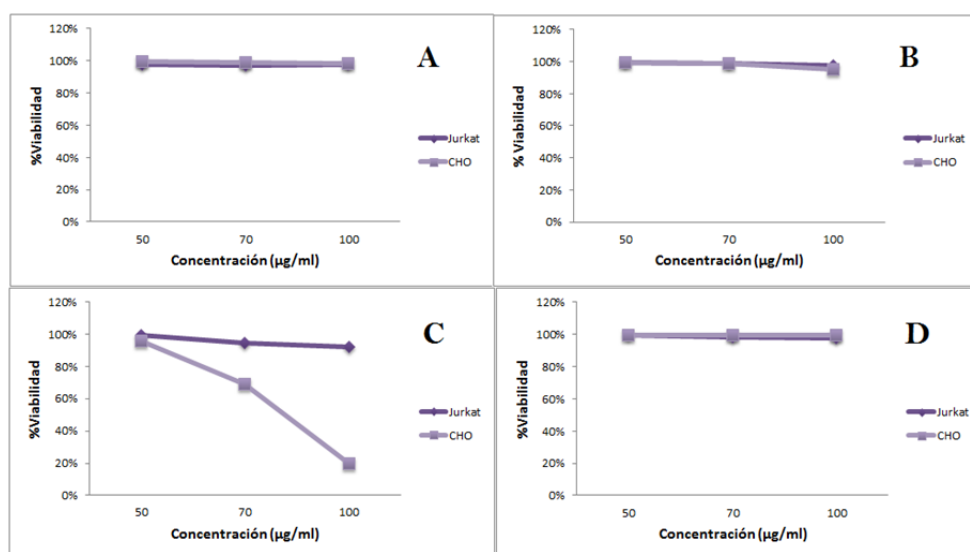 A
%Viabilidad
120%
100%
80%
60%
40%
20%
0%
50 70 100
Concentración (µg/ml)
Jurkat
CHO
B
% Viabilidad
120%
100%
80%
60%
40%
20%
0%
50 70 100
Concentración (µg/ml)
Jurkat
CHO
C
%Viabilidad
120%
100%
80%
60%
40%
20%
0%
50 70 100
Concentración (µg/ml)
Jurkat
CHO
D
%Viabilidad
120%
100%
80%
60%
40%
20%
0%
50 70 100
Concentración (µg/ml)
Jurkat
CHO